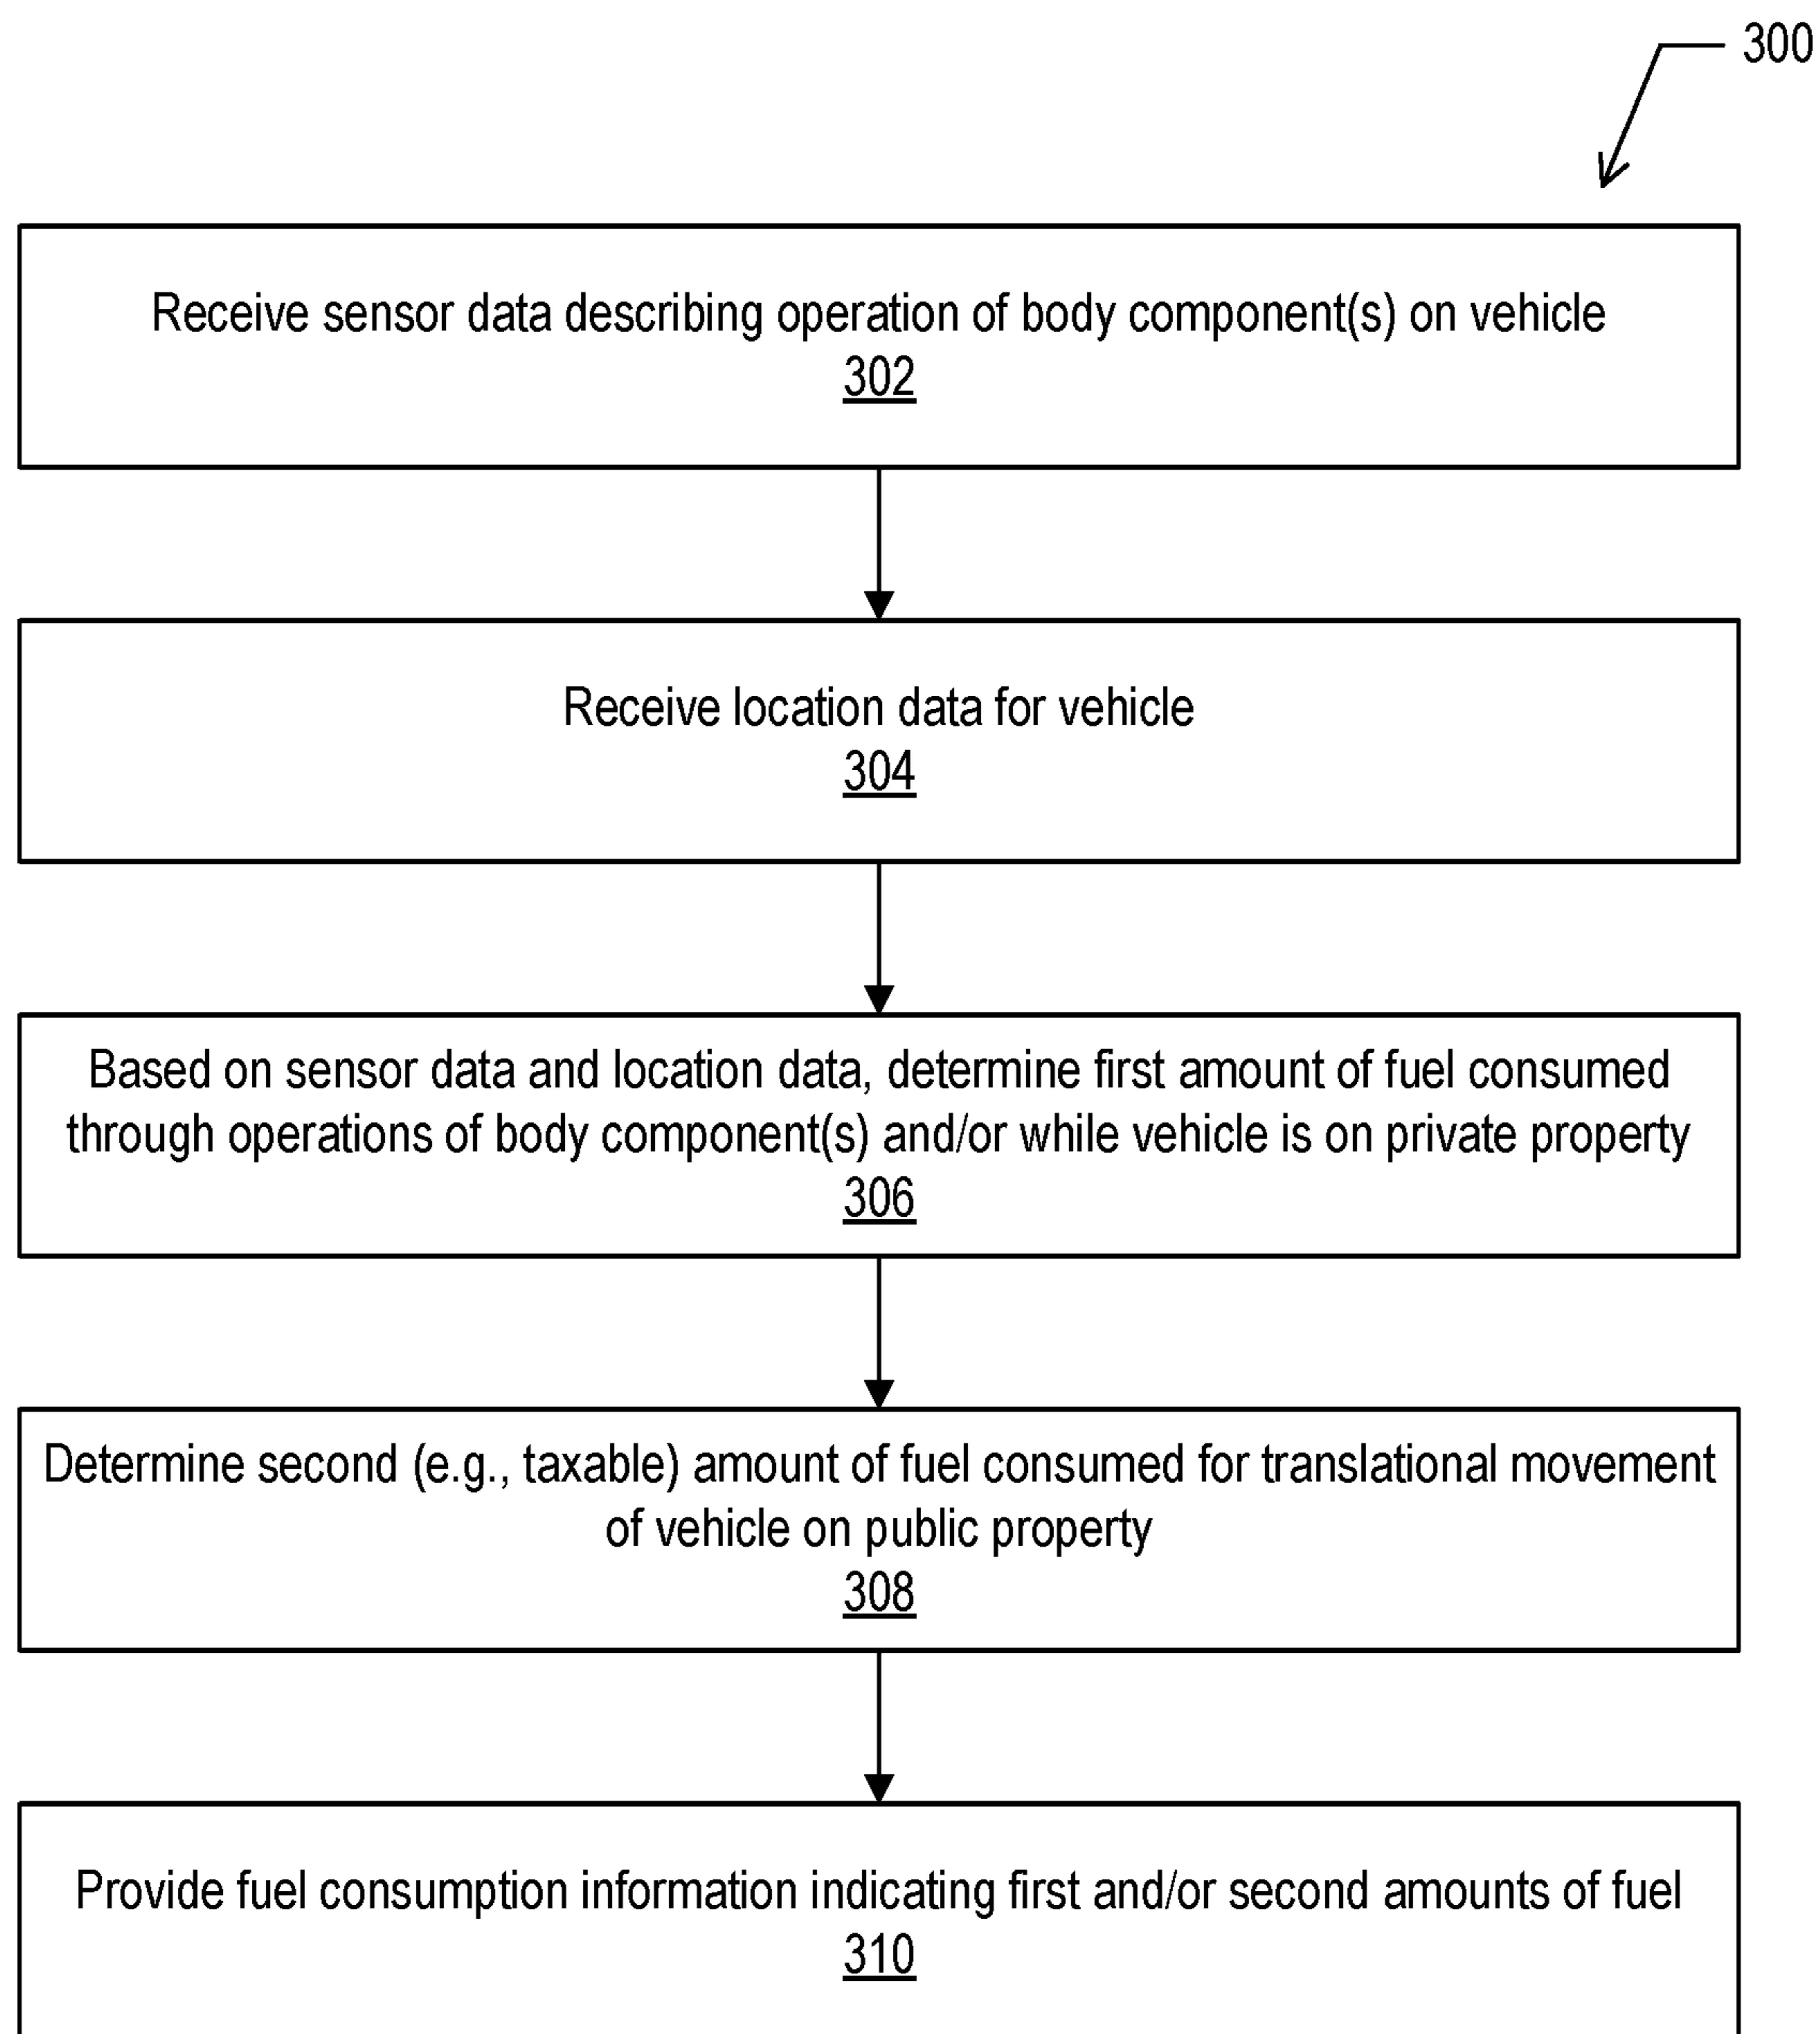 300
Receive sensor data describing operation of body component(s) on vehicle
302
Receive location data for vehicle
304
Based on sensor data and location data, determine first amount of fuel consumed
through operations of body component(s) and/or while vehicle is on private property
306
Determine second (e.g., taxable) amount of fuel consumed for translational movement
of vehicle on public property
308
Provide fuel consumption information indicating first and/or second amounts of fuel
310